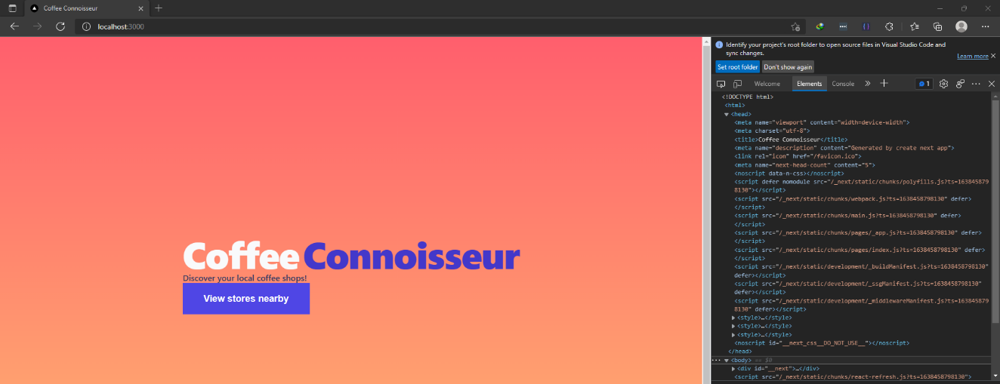 Coffee Connoisseur
localhost:3000
Coffee Connoisseur
Discover your local coffee shops!
View stores nearby
Identify your project's root folder to open source files in Visual Studio Code and
sync changes.
Learn more
Set root folder
Don't show again
Welcome
Elements
Console
1
<!DOCTYPE html>
<html>
<head>
<meta name="viewport" content="width=device-width">
<meta charset="utf-8">
<title>Coffee Connoisseur</title>
<meta name="description" content="Generated by create next app">
<link rel="icon" href="/favicon.ico">
<meta name="next-head-count" content="5">
<noscript data-n-css></noscript>
<script defer nomodule src="/_next/static/chunks/polyfills.js?ts=163845879
8130"></script>
<script src="/_next/static/chunks/webpack.js?ts=1638458798130" defer>
</script>
<script src="/_next/static/chunks/main.js?ts=1638458798130" defer>
</script>
<script src="/_next/static/chunks/pages/_app.js?ts=1638458798130" defer>
</script>
<script src="/_next/static/chunks/pages/index.js?ts=1638458798130" defer>
</script>
<script src="/_next/static/development/_buildManifest.js?ts=1638458798130"
defer></script>
<script src="/_next/static/development/_ssgManifest.js?ts=1638458798130"
defer></script>
<script src="/_next/static/development/_middlewareManifest.js?ts=163845879
8130" defer></script>
<style>…</style>
<style>…</style>
<style>…</style>
<noscript id="__next_css__DO_NOT_USE__"></noscript>
</head>
<body> == $0
<div id="__next">…</div>
<script src="/_next/static/chunks/react-refresh.js?ts=1638458798130">